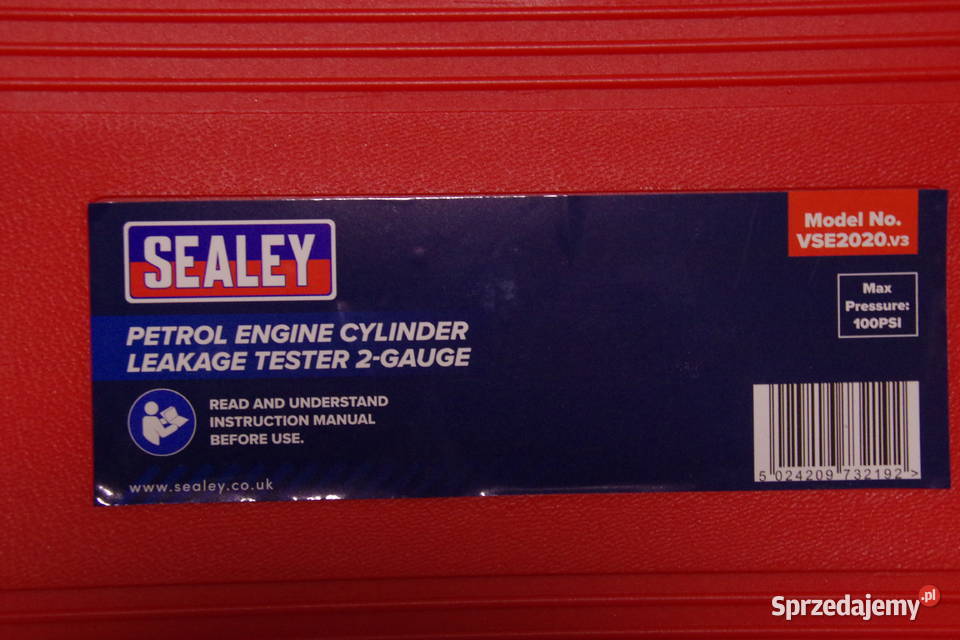 SEALEY
Model No.
VSE2020.V3
Max
Pressure:
100PSI
PETROL ENGINE CYLINDER
LEAKAGE TESTER 2-GAUGE
READ AND UNDERSTAND
INSTRUCTION MANUAL
BEFORE USE.
www.sealey.co.uk
5 024209 732192 >
Sprzedajemy.pl